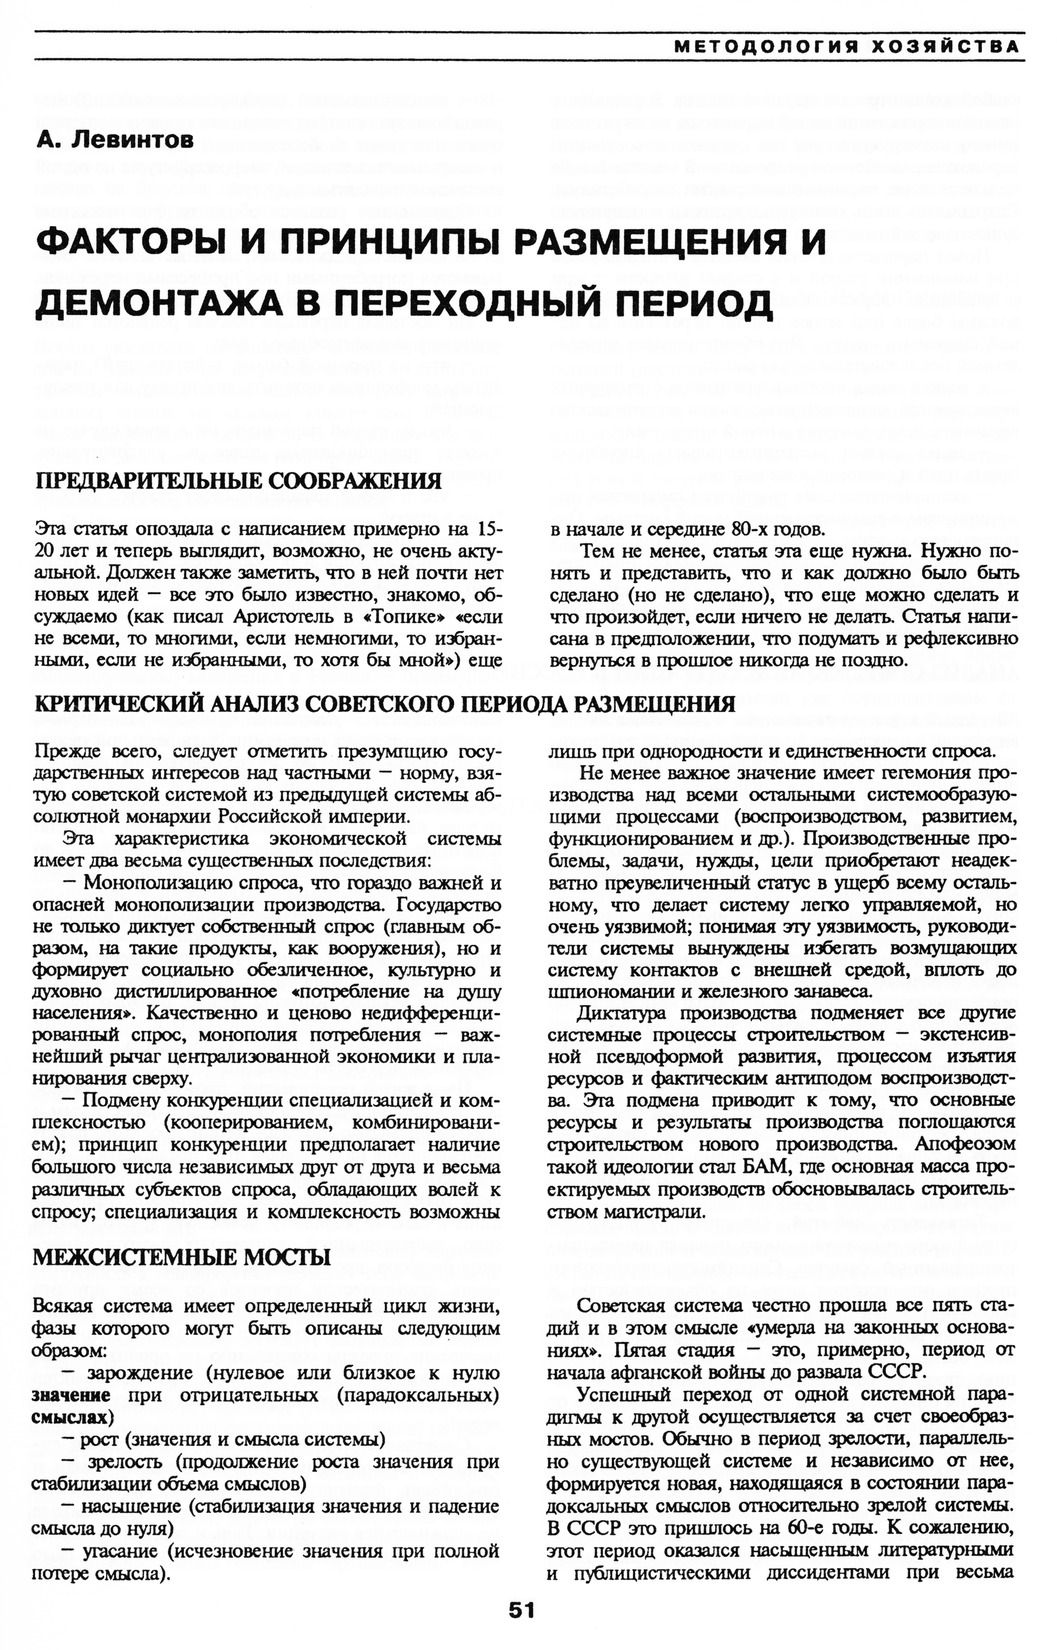 МЕТОДОЛОГИЯ ХОЗЯЙСТВА
А. Левинтов
ФАКТОРЫ И ПРИНЦИПЫ РАЗМЕЩЕНИЯ И
ДЕМОНТАЖА В ПЕРЕХОДНЫЙ ПЕРИОД
ПРЕДВАРИТЕЛЬНЫЕ СООБРАЖЕНИЯ
Эта статья опоздала с написанием примерно на 15-
20 лет и теперь выглядит, возможно, не очень акту-
альной. Должен также заметить, что в ней почти нет
новых идей — все это было известно, знакомо, об-
суждаемо (как писал Аристотель в «Топике» «если
не всеми, то многими, если немногими, то избран-
ными, если не избранными, то хотя бы мной») еще
в начале и середине 80-х годов.
Тем не менее, статья эта еще нужна. Нужно по-
нять и представить, что и как должно было быть
сделано (но не сделано), что еще можно сделать и
что произойдет, если ничего не делать. Статья напи-
сана в предположении, что подумать и рефлексивно
вернуться в прошлое никогда не поздно.
КРИТИЧЕСКИЙ АНАЛИЗ СОВЕТСКОГО ПЕРИОДА РАЗМЕЩЕНИЯ
Прежде всего, следует отметить презумпцию госу-
дарственных интересов над частными — норму, взя-
тую советской системой из предыдущей системы аб-
солютной монархии Российской империи.
Эта характеристика экономической системы
имеет два весьма существенных последствия:
— Монополизацию спроса, что гораздо важней и
опасней монополизации производства. Государство
не только диктует собственный спрос (главным об-
разом, на такие продукты, как вооружения), но и
формирует социально обезличенное, культурно и
духовно дистиллированное «потребление на душу
населения». Качественно и ценово недифференци-
рованный спрос, монополия потребления — важ-
нейший рычаг централизованной экономики и пла-
нирования сверху.
— Подмену конкуренции специализацией и ком-
плексностью (кооперированием, комбинировани-
ем); принцип конкуренции предполагает наличие
большого числа независимых друг от друга и весьма
различных субъектов спроса, обладающих волей к
спросу; специализация и комплексность возможны
лишь при однородности и единственности спроса.
Не менее важное значение имеет гегемония про-
изводства над всеми остальными системообразую-
щими процессами (воспроизводством, развитием,
функционированием и др.). Производственные про-
блемы, задачи, нужды, цели приобретают неадек-
ватно преувеличенный статус в ущерб всему осталь-
ному, что делает систему легко управляемой, но
очень уязвимой; понимая эту уязвимость, руководи-
тели системы вынуждены избегать возмущающих
систему контактов с внешней средой, вплоть до
шпиономании и железного занавеса.
Диктатура производства подменяет все другие
системные процессы строительством — экстенсив-
ной псевдоформой развития, процессом изъятия
ресурсов и фактическим антиподом воспроизводст-
ва. Эта подмена приводит к тому, что основные
ресурсы и результаты производства поглощаются
строительством нового производства. Апофеозом
такой идеологии стал БАМ, где основная масса про-
ектируемых производств обосновывалась строитель-
ством магистрали.
МЕЖСИСТЕМНЫЕ МОСТЫ
Всякая система имеет определенный цикл жизни,
фазы которого могут быть описаны следующим
образом:
— зарождение (нулевое или близкое к нулю
значение при отрицательных (парадоксальных)
смыслах)
— рост (значения и смысла системы)
— зрелость (продолжение роста значения при
стабилизации объема смыслов)
— насыщение (стабилизация значения и падение
смысла до нуля)
— угасание (исчезновение значения при полной
потере смысла).
Советская система честно прошла все пять ста-
дий и в этом смысле «умерла на законных основа-
ниях». Пятая стадия — это, примерно, период от
начала афганской войны до развала СССР.
Успешный переход от одной системной пара-
дигмы к другой осуществляется за счет своеобраз-
ных мостов. Обычно в период зрелости, параллель-
но существующей системе и независимо от нее,
формируется новая, находящаяся в состоянии пара-
доксальных смыслов относительно зрелой системы.
В СССР это пришлось на 60-е годы. К сожалению,
этот период оказался насыщенным литературными
и публицистическими диссидентами при весьма
51